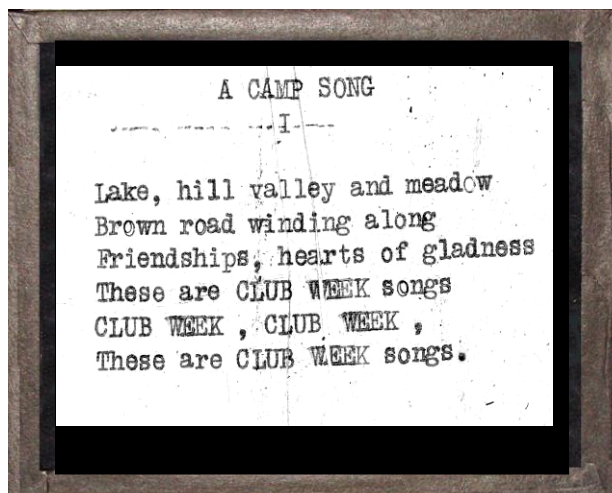 A CAMP SONG
I
Lake, hill valley and meadow
Brown road winding along
Friendships, hearts of gladness
These are CLUB WEEK songs
CLUB WEEK , CLUB WEEK ,
These are CLUB WEEK songs.